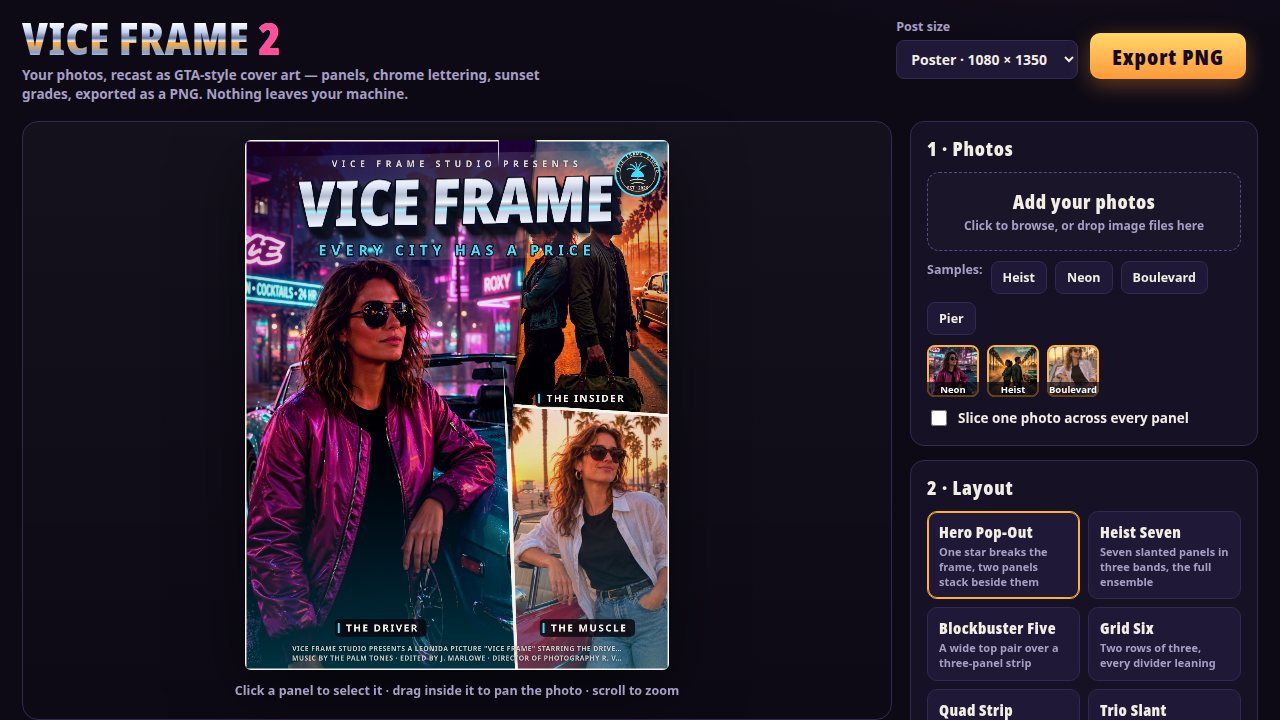 VICE FRAME 2
Your photos, recast as GTA-style cover art — panels, chrome lettering, sunset
grades, exported as a PNG. Nothing leaves your machine.
Post size
Poster · 1080 × 1350
Export PNG
VICE FRAME STUDIO PRESENTS
VICE FRAME
EVERY CITY HAS A PRICE
COCKTAILS · 24 HR
ROXY
THE INSIDER
THE DRIVER
THE MUSCLE
VICE FRAME STUDIO PRESENTS A LEONIDA PICTURE "VICE FRAME" STARRING THE DRIVE...
MUSIC BY THE PALM TONES · EDITED BY J. MARLOWE · DIRECTOR OF PHOTOGRAPHY R. V...
Click a panel to select it · drag inside it to pan the photo · scroll to zoom
1 · Photos
Add your photos
Click to browse, or drop image files here
Samples:
Heist
Neon
Boulevard
Pier
Neon
Heist
Boulevard
Slice one photo across every panel
2 · Layout
Hero Pop-Out
One star breaks the
frame, two panels
stack beside them
Heist Seven
Seven slanted panels in
three bands, the full
ensemble
Blockbuster Five
A wide top pair over a
three-panel strip
Grid Six
Two rows of three,
every divider leaning
Quad Strip
Trio Slant